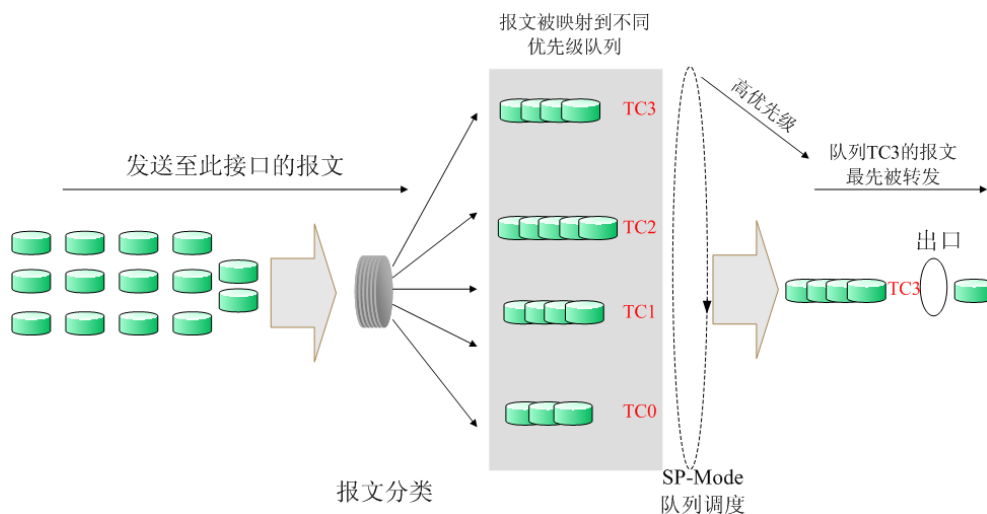 报文被映射到不同
优先级队列
TC3
高优先级
发送至此接口的报文
队列TC3的报文
最先被转发
TC2
出口
TC3
TC1
TC0
报文分类
SP-Mode
队列调度